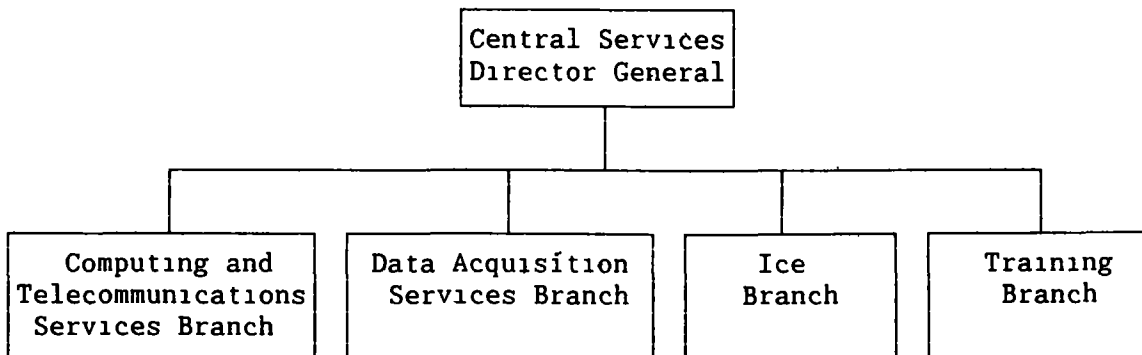 Central Services
Director General
Computing and
Telecommunications
Services Branch
Data Acquisition
Services Branch
Ice
Branch
Training
Branch